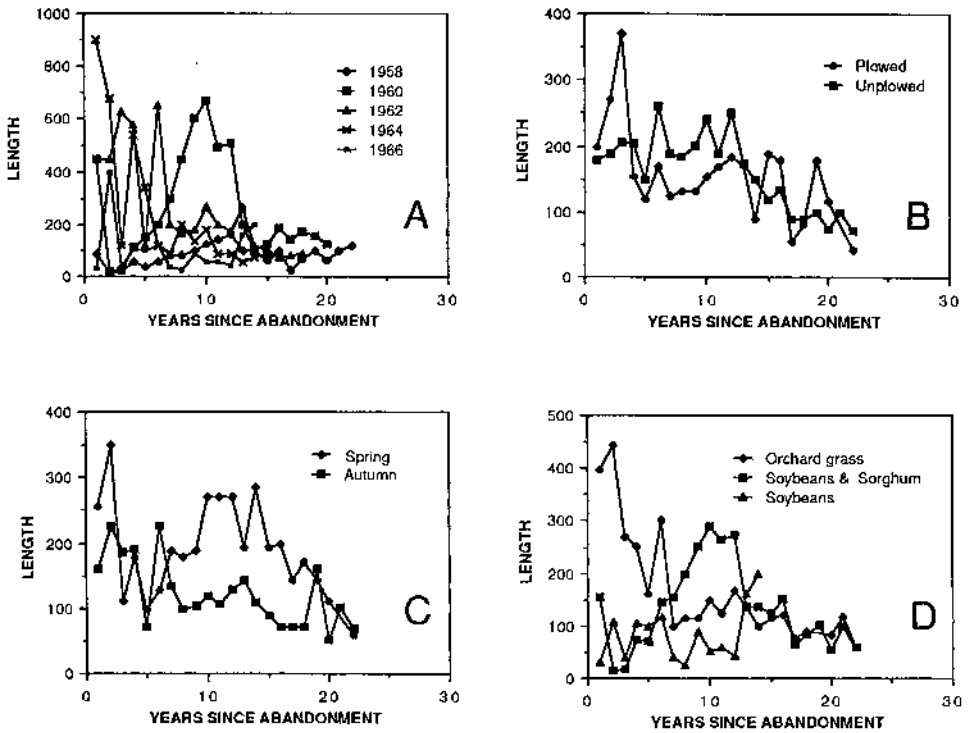 1000
800
600
400
200
0
LENGTH
1958
1960
1962
1964
1966
A
0 10 20 30
YEARS SINCE ABANDONMENT
400
300
200
100
0
LENGTH
Plowed
Unplowed
B
0 10 20 30
YEARS SINCE ABANDONMENT
400
300
200
100
0
LENGTH
Spring
Autumn
C
0 10 20 30
YEARS SINCE ABANDONMENT
500
400
300
200
100
0
LENGTH
Orchard grass
Soybeans & Sorghum
Soybeans
D
0 10 20 30
YEARS SINCE ABANDONMENT